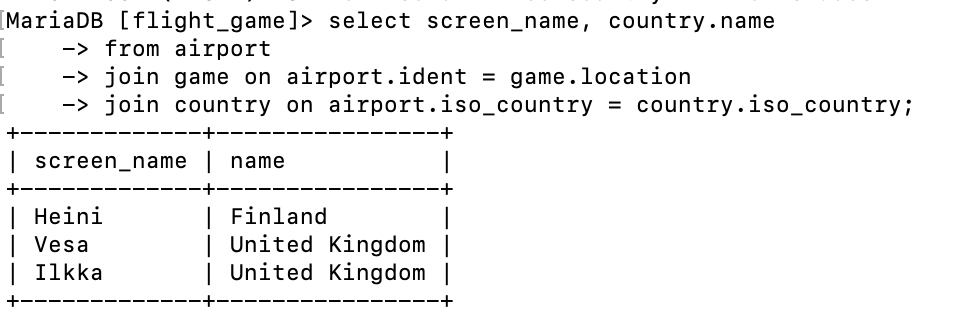 [MariaDB [flight_game]> select screen_name, country.name
[    -> from airport
[    -> join game on airport.ident = game.location
[    -> join country on airport.iso_country = country.iso_country;
+-------------+----------------+
| screen_name | name           |
+-------------+----------------+
| Heini       | Finland        |
| Vesa        | United Kingdom |
| Ilkka       | United Kingdom |
+-------------+----------------+